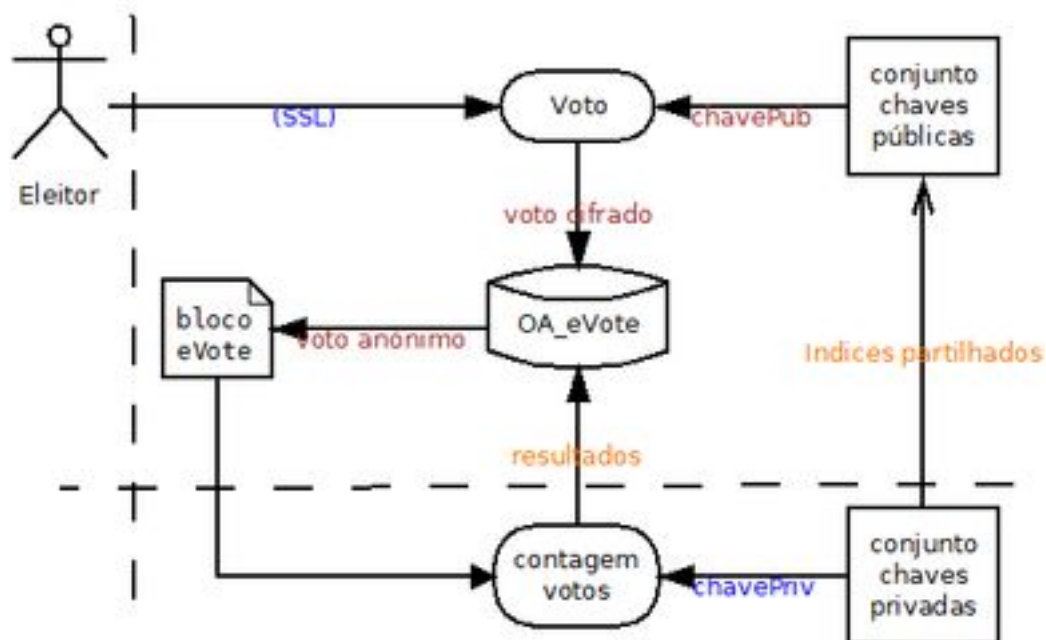 Eleitor
(SSL)
Voto
chavePub
conjunto
chaves
públicas
voto cifrado
bloco
eVote
voto anónimo
OA_eVote
Indices partilhados
resultados
contagem
votos
chavePriv
conjunto
chaves
privadas